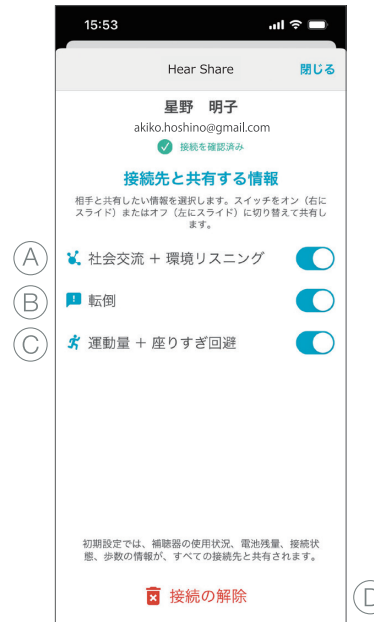 15:53
Hear Share 閉じる
星野 明子
akiko.hoshino@gmail.com
接続を確認済み
接続先と共有する情報
相手と共有したい情報を選択します。スイッチをオン（右に
スライド）またはオフ（左にスライド）に切り替えて共有し
ます。
A 社会交流 + 環境リスニング
B 転倒
C 運動量 + 座りすぎ回避
初期設定では、補聴器の使用状況、電池残量、接続状
態、歩数の情報が、すべての接続先と共有されます。
接続の解除 D